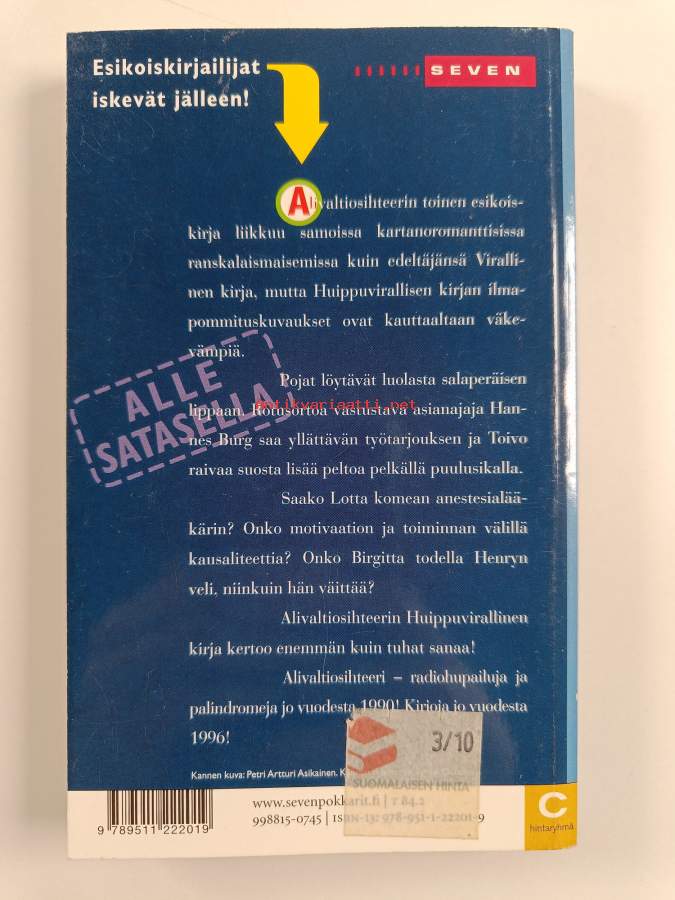 Esikoiskirjailijat
iskevät jälleen!
SEVEN
Alivaltiosihteerin toinen esikois-
kirja liikkuu samoissa kartanoromanttisissa
ranskalaismaisemissa kuin edeltäjänsä Viralli-
nen kirja, mutta Huippuvirallisen kirjan ilma-
pommituskuvaukset ovat kauttaaltaan väke-
vämpiä.
Pojat löytävät luolasta salaperäisen
lippaan. Rotusortoa vastustava asianajaja Han-
nes Burg saa yllättävän työtarjouksen ja Toivo
raivaa suosta lisää peltoa pelkällä puulusikalla.
Saako Lotta komean anestesialää-
kärin? Onko motivaation ja toiminnan välillä
kausaliteettia? Onko Birgitta todella Henryn
veli, niinkuin hän väittää?
Alivaltiosihteerin Huippuvirallinen
kirja kertoo enemmän kuin tuhat sanaa!
Alivaltiosihteeri – radiohupailuja ja
palindromeja jo vuodesta 1990! Kirjoja jo vuodesta
1996!
ALLE
SATASELLA
antikvariaatti.net
Kannen kuva: Petri Artturi Asikainen. K
3/10
SUOMALAISEN HINTA
www.sevenpokkarit.fi | T 84.2
998815-0745 | ISBN-13: 978-951-1-22201-9
9 789511 222019
C
hintaryhmä